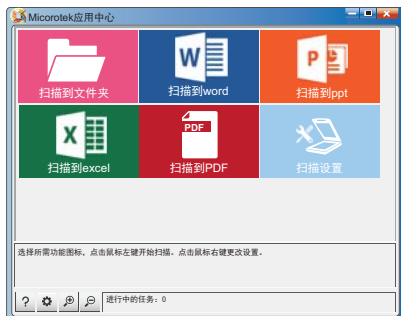 Micorotek应用中心
扫描到文件夹
扫描到word
扫描到ppt
扫描到excel
PDF
扫描到PDF
扫描设置
选择所需功能图标。点击鼠标左键开始扫描。点击鼠标右键更改设置。
进行中的任务：0